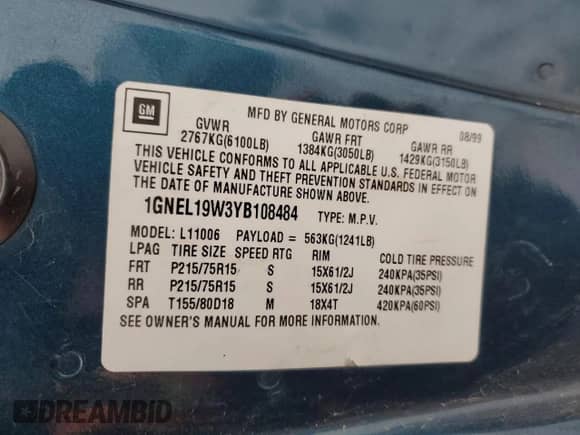 GM
MFD BY GENERAL MOTORS CORP 08/99
GVWR GAWR FRT GAWR RR
2767KG(6100LB) 1384KG(3050LB) 1429KG(3150LB)
THIS VEHICLE CONFORMS TO ALL APPLICABLE U.S. FEDERAL MOTOR
VEHICLE SAFETY AND THEFT PREVENTION STANDARDS IN EFFECT ON
THE DATE OF MANUFACTURE SHOWN ABOVE.
1GNEL19W3YB108484 TYPE: M.P.V.
MODEL: L11006 PAYLOAD = 563KG(1241LB)
LPAG TIRE SIZE SPEED RTG RIM COLD TIRE PRESSURE
FRT P215/75R15 S 15X61/2J 240KPA(35PSI)
RR P215/75R15 S 15X61/2J 240KPA(35PSI)
SPA T155/80D18 M 18X4T 420KPA(60PSI)
SEE OWNER'S MANUAL FOR MORE INFORMATION
DREAMBID